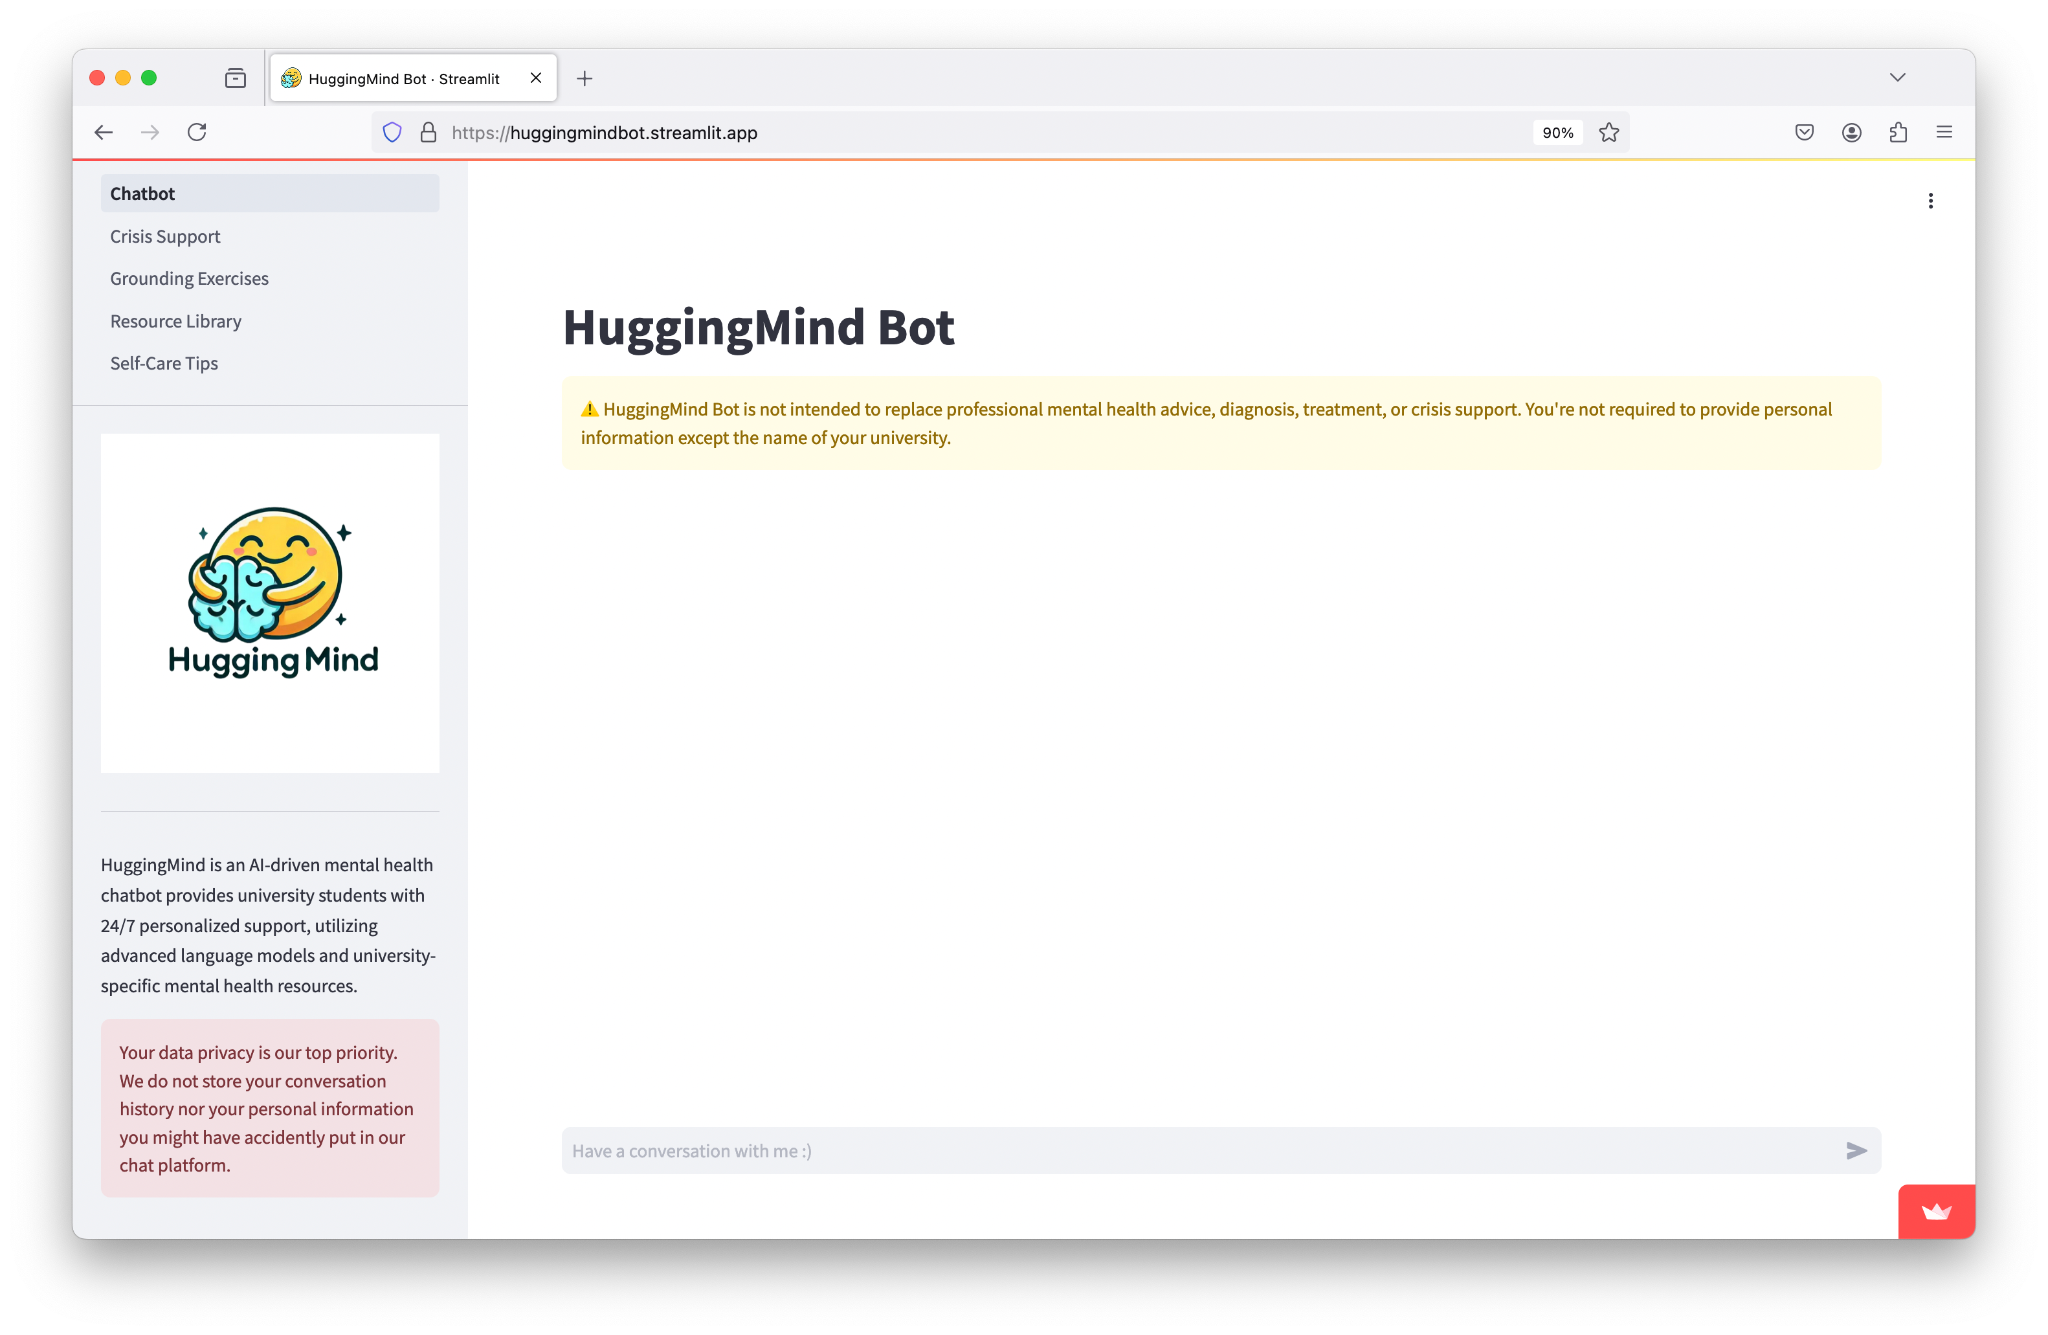 HuggingMind Bot · Streamlit
https://huggingmindbot.streamlit.app
90%
Chatbot
Crisis Support
Grounding Exercises
Resource Library
Self-Care Tips
Hugging Mind
HuggingMind is an AI-driven mental health
chatbot provides university students with
24/7 personalized support, utilizing
advanced language models and university-
specific mental health resources.
Your data privacy is our top priority.
We do not store your conversation
history nor your personal information
you might have accidently put in our
chat platform.
HuggingMind Bot
HuggingMind Bot is not intended to replace professional mental health advice, diagnosis, treatment, or crisis support. You're not required to provide personal
information except the name of your university.
Have a conversation with me :)